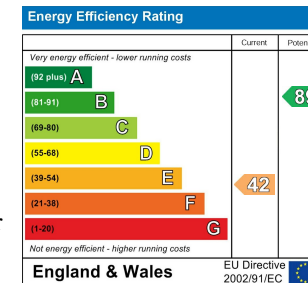 Energy Efficiency Rating
Current
Very energy efficient - lower running costs
(92 plus) A
(81-91) B
(69-80) C
(55-68) D
(39-54) E
42
(21-38) F
(1-20) G
Not energy efficient - higher running costs
England & Wales
EU Directive
2002/91/EC